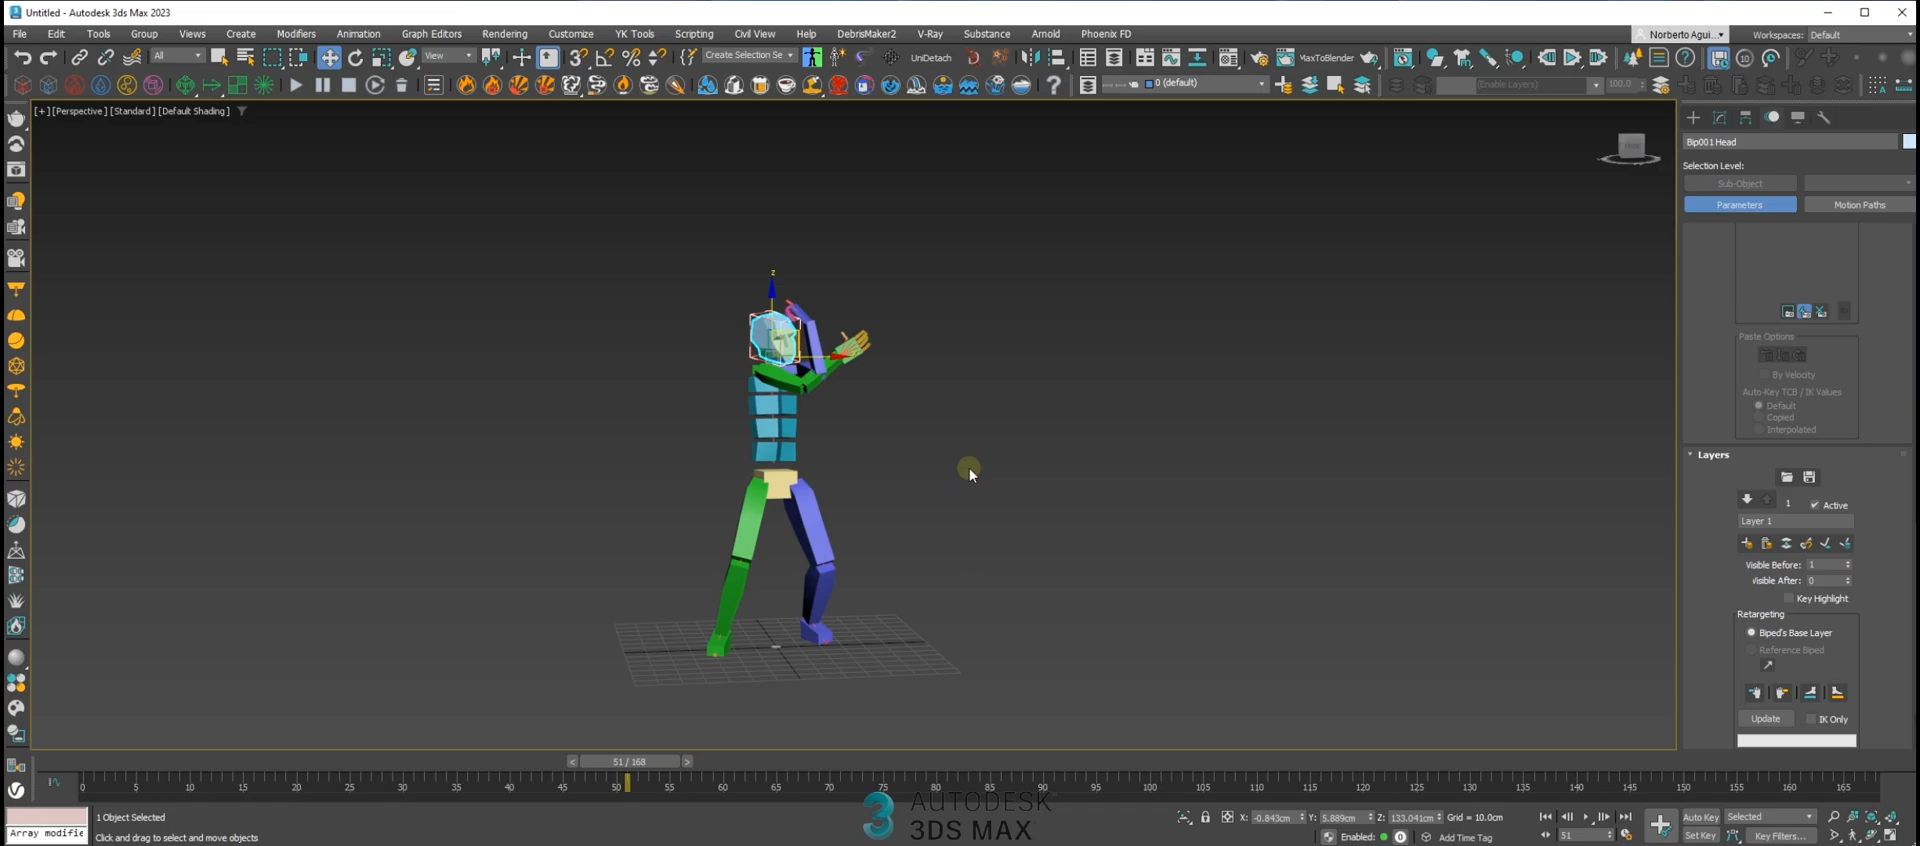 Untitled - Autodesk 3ds Max 2023
File Edit Tools Group Views Create Modifiers Animation Graph Editors Rendering Customize YK Tools Scripting Civil View Help DebrisMaker2 V-Ray Substance Arnold Phoenix FD
Norberto Agui... Workspaces: Default
All View Create Selection Se UnDetach MaxToBlender
0 (default) (Enable Layers) 100.0
[+] [Perspective] [Standard] [Default Shading]
Bip001 Head
Selection Level:
Sub-Object
Parameters Motion Paths
z
Paste Options
By Velocity
Auto-Key TCB / IK Values
Default
Copied
Interpolated
Layers
1 Active
Layer 1
Visible Before: 1
Visible After: 0
Key Highlight
Retargeting
Biped's Base Layer
Reference Biped
Update IK Only
< 51 / 168 >
0 5 10 15 20 25 30 35 40 45 50 55 60 65 70 75 80 85 90 95 100 105 110 115 120 125 130 135 140 145 150 155 160 165
AUTODESK
3DS MAX
1 Object Selected
Array modifie
Click and drag to select and move objects
X: -0.843cm Y: 5.889cm Z: 133.041cm Grid = 10.0cm
Enabled: 0 Add Time Tag
51
Auto Key Selected
Set Key Key Filters...